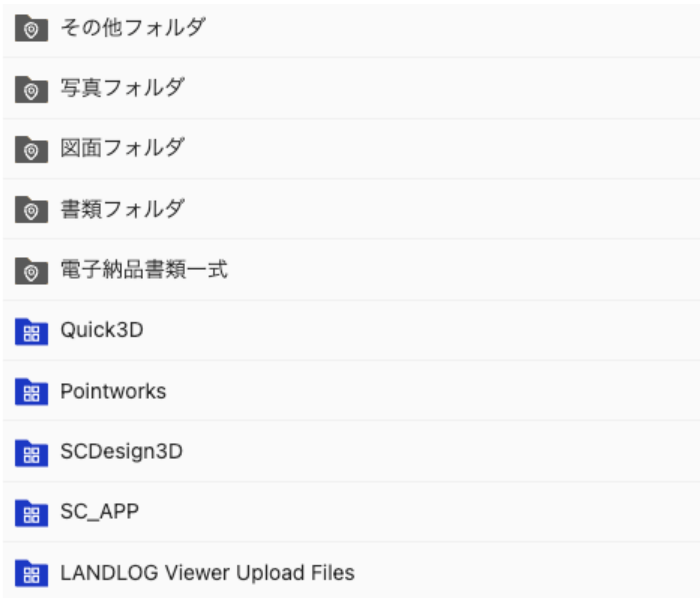 その他フォルダ
写真フォルダ
図面フォルダ
書類フォルダ
電子納品書類一式
Quick3D
Pointworks
SCDesign3D
SC_APP
LANDLOG Viewer Upload Files